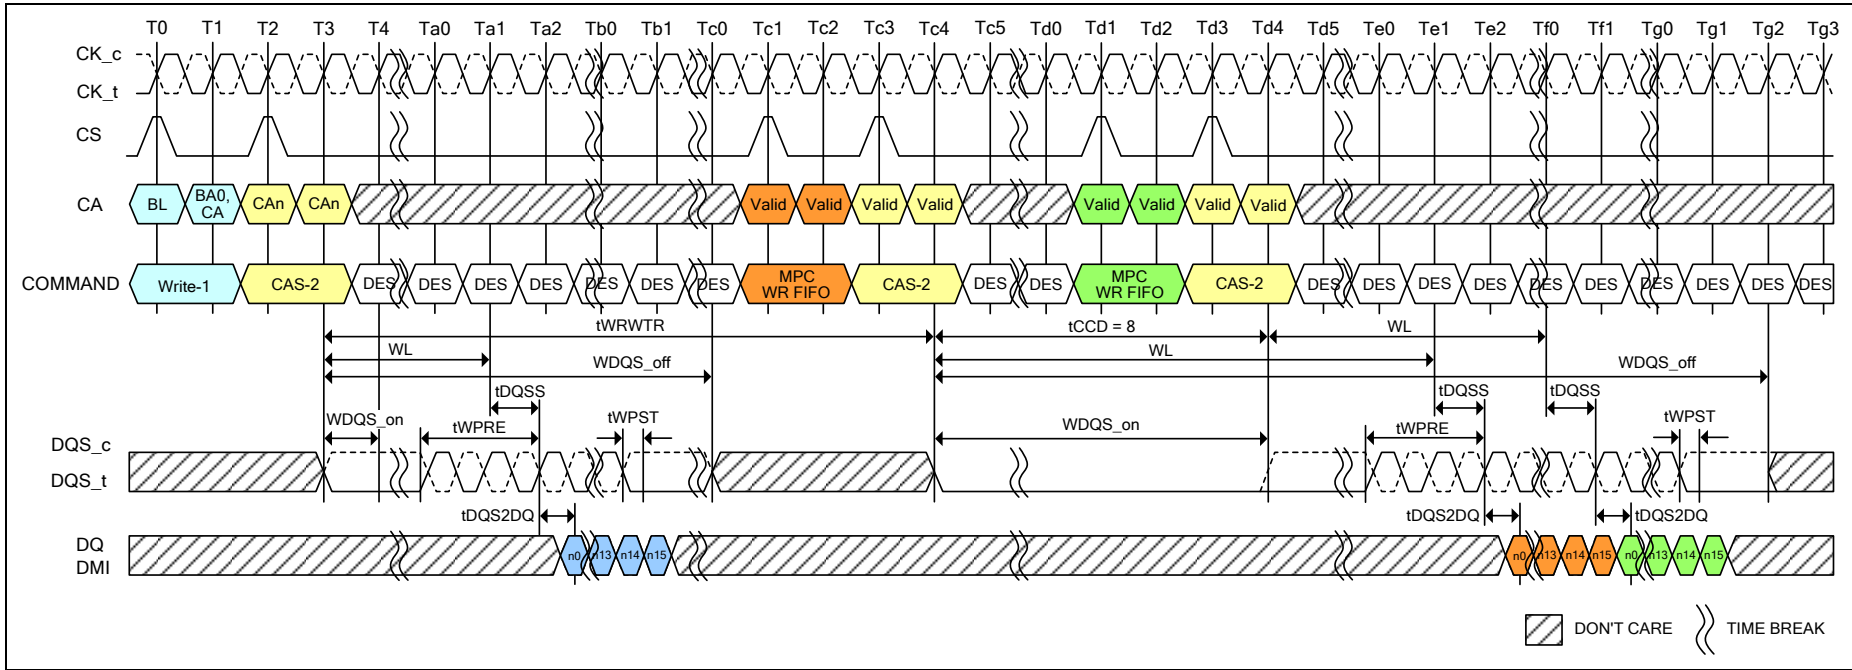 T0 T1 T2 T3 T4 Ta0 Ta1 Ta2 Tb0 Tb1 Tc0 Tc1 Tc2 Tc3 Tc4 Tc5 Td0 Td1 Td2 Td3 Td4 Td5 Te0 Te1 Te2 Tf0 Tf1 Tg0 Tg1 Tg2 Tg3
CK_c
CK_t
CS
CA BL BA0, CA CAn CAn Valid Valid Valid Valid Valid Valid Valid Valid
COMMAND Write-1 CAS-2 DES DES DES DES DES DES DES MPC WR FIFO CAS-2 DES DES MPC WR FIFO CAS-2 DES DES DES DES DES DES DES DES DES DES
tWRWTR tCCD = 8 WL
WL WL
WDQS_off WDQS_off
tDQSS tDQSS tDQSS
WDQS_on tWPRE tWPST WDQS_on tWPRE tWPST
DQS_c
DQS_t
tDQS2DQ tDQS2DQ tDQS2DQ
DQ
DMI
n0 n13 n14 n15 n0 n13 n14 n15 n0 n13 n14 n15
DON'T CARE TIME BREAK